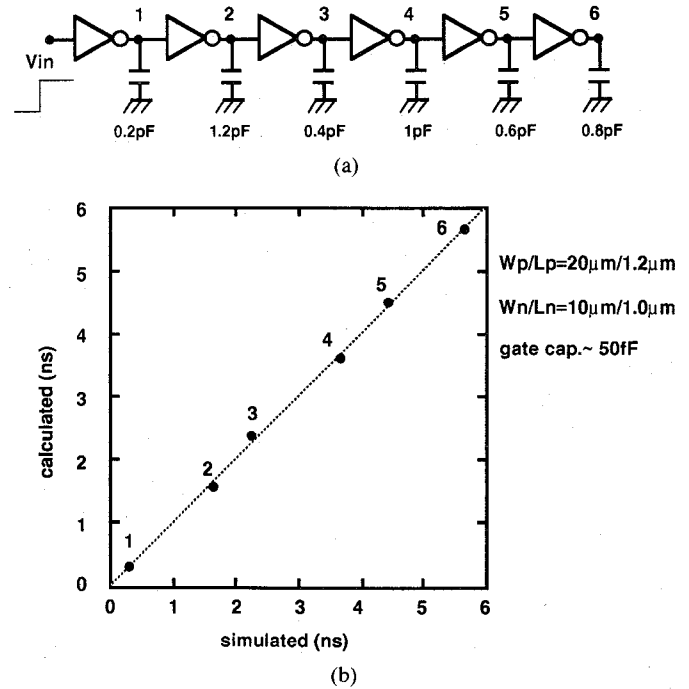 1 2 3 4 5 6
Vin
0.2pF 1.2pF 0.4pF 1pF 0.6pF 0.8pF
(a)
6
5
4
3
2
1
0
calculated (ns)
1
2
3
4
5
6
Wp/Lp=20μm/1.2μm
Wn/Ln=10μm/1.0μm
gate cap.~ 50fF
0 1 2 3 4 5 6
simulated (ns)
(b)